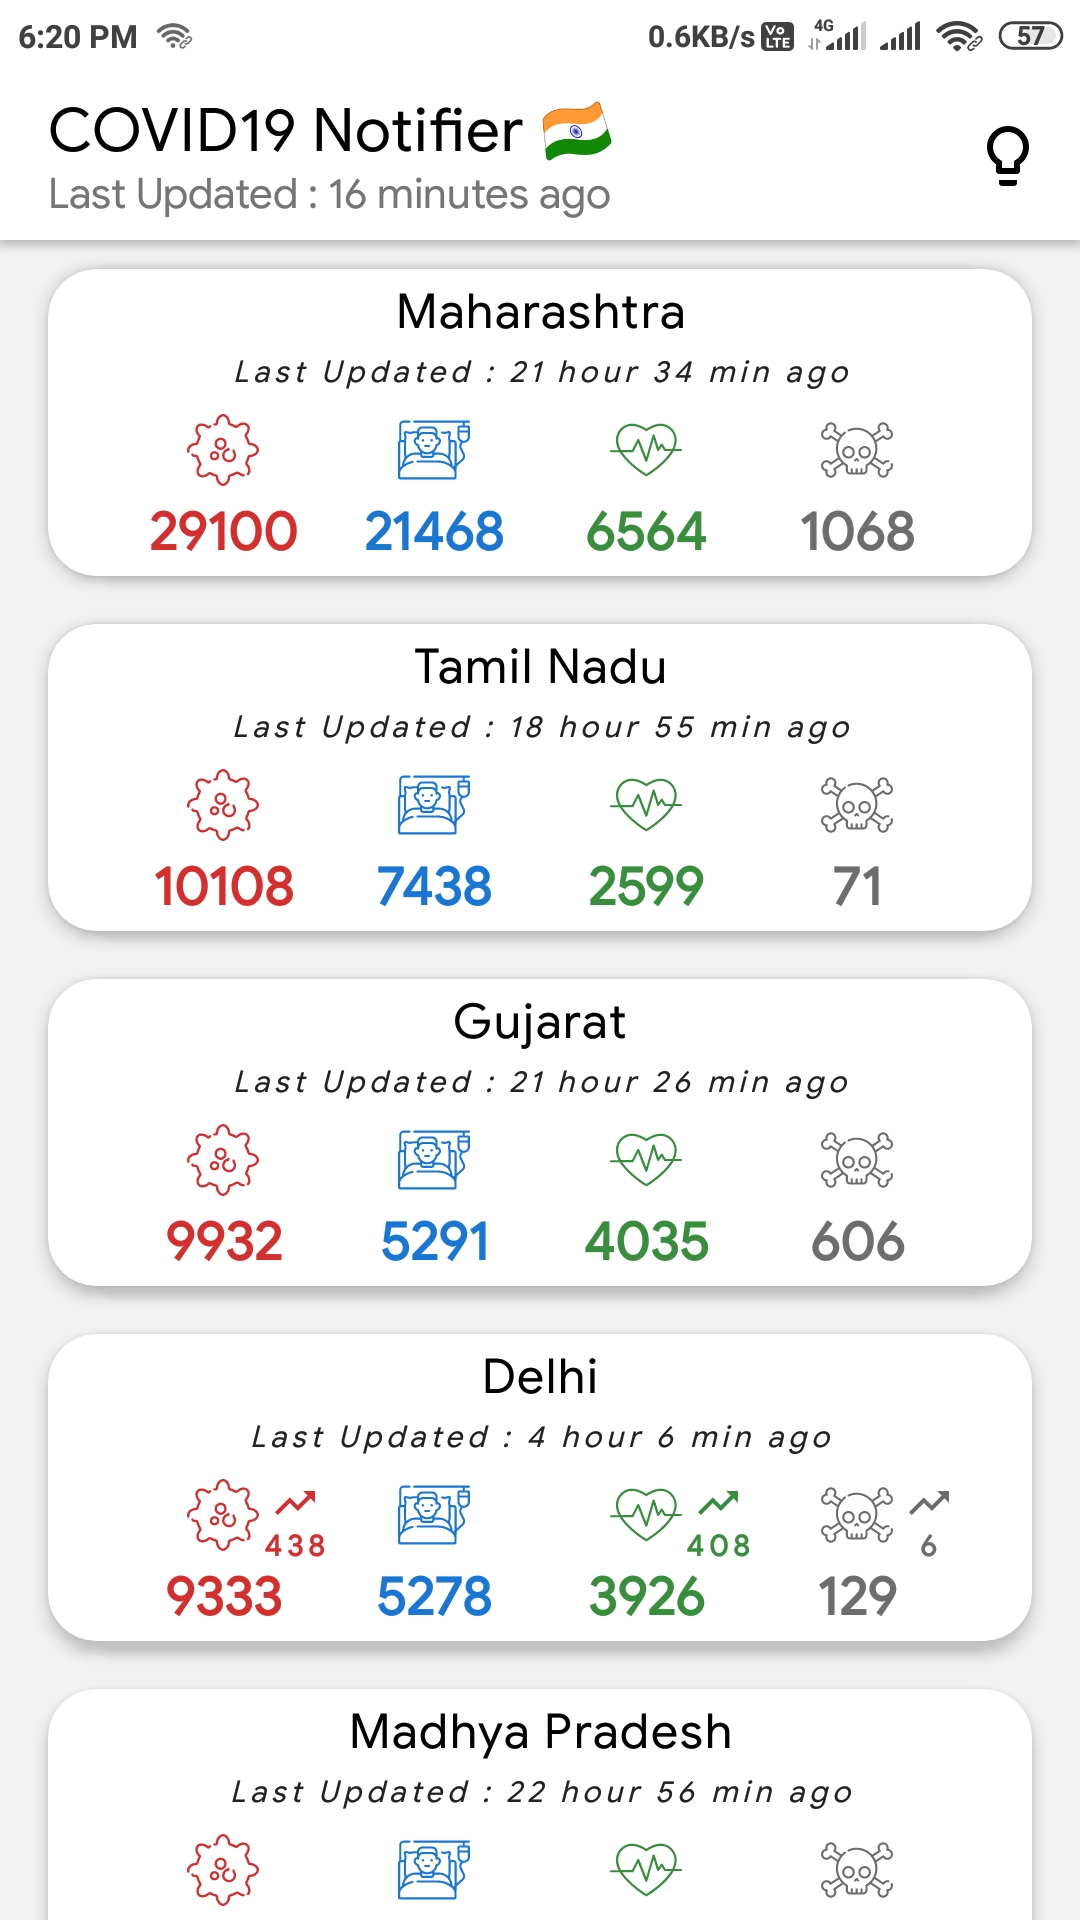 6:20 PM 0.6KB/s Vo LTE 4G 57
COVID19 Notifier
Last Updated : 16 minutes ago
Maharashtra
Last Updated : 21 hour 34 min ago
29100 21468 6564 1068
Tamil Nadu
Last Updated : 18 hour 55 min ago
10108 7438 2599 71
Gujarat
Last Updated : 21 hour 26 min ago
9932 5291 4035 606
Delhi
Last Updated : 4 hour 6 min ago
438 408 6
9333 5278 3926 129
Madhya Pradesh
Last Updated : 22 hour 56 min ago